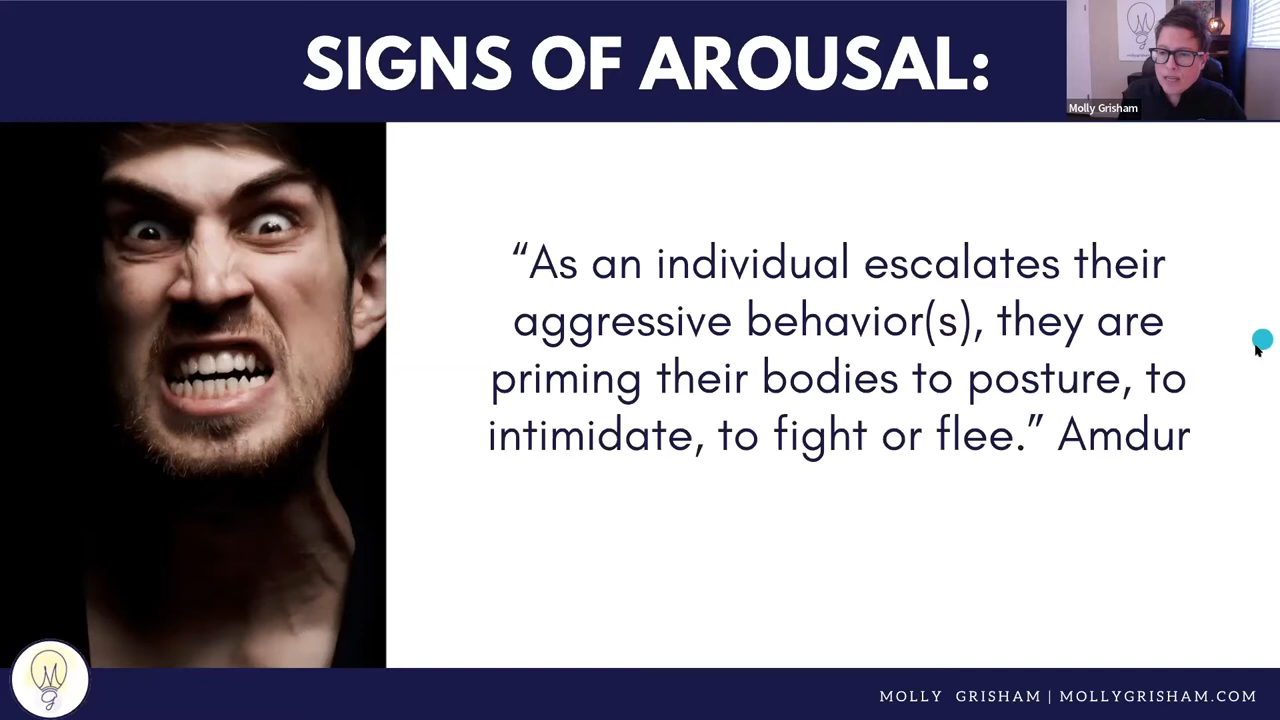 SIGNS OF AROUSAL:
Molly Grisham
“As an individual escalates their
aggressive behavior(s), they are
priming their bodies to posture, to
intimidate, to fight or flee.” Amdur
M
g
MOLLY GRISHAM | MOLLYGRISHAM.COM